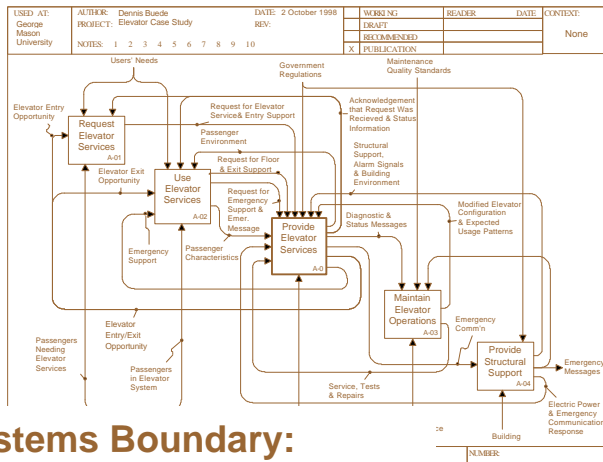 USED AT:
George
Mason
University
AUTHOR: Dennis Buede
PROJECT: Elevator Case Study
NOTES: 1 2 3 4 5 6 7 8 9 10
DATE: 2 October 1998
REV:
WORKING
DRAFT
RECOMMENDED
X PUBLICATION
READER DATE
CONTEXT:
None
Users' Needs
Government
Regulations
Maintenance
Quality Standards
Elevator Entry
Opportunity
Request
Elevator
Services
A-01
Request for Elevator
Service& Entry Support
Passenger
Environment
Acknowledgement
that Request Was
Recieved & Status
Information
Structural
Support,
Alarm Signals
& Building
Environment
Elevator Exit
Opportunity
Use
Elevator
Services
A-02
Request for Floor
& Exit Support
Request for
Emergency
Support &
Emer.
Message
Provide
Elevator
Services
A-0
Diagnostic &
Status Messages
Modified Elevator
Configuration
& Expected
Usage Patterns
Emergency
Support
Passenger
Characteristics
Maintain
Elevator
Operations
A-03
Elevator
Entry/Exit
Opportunity
Emergency
Comm'n
Passengers
Needing
Elevator
Services
Passengers
in Elevator
System
Provide
Structural
Support
A-04
Emergency
Messages
Service, Tests
& Repairs
Electric Power
& Emergency
Communication
Response
Building
stems Boundary:
ce
NUMBER: